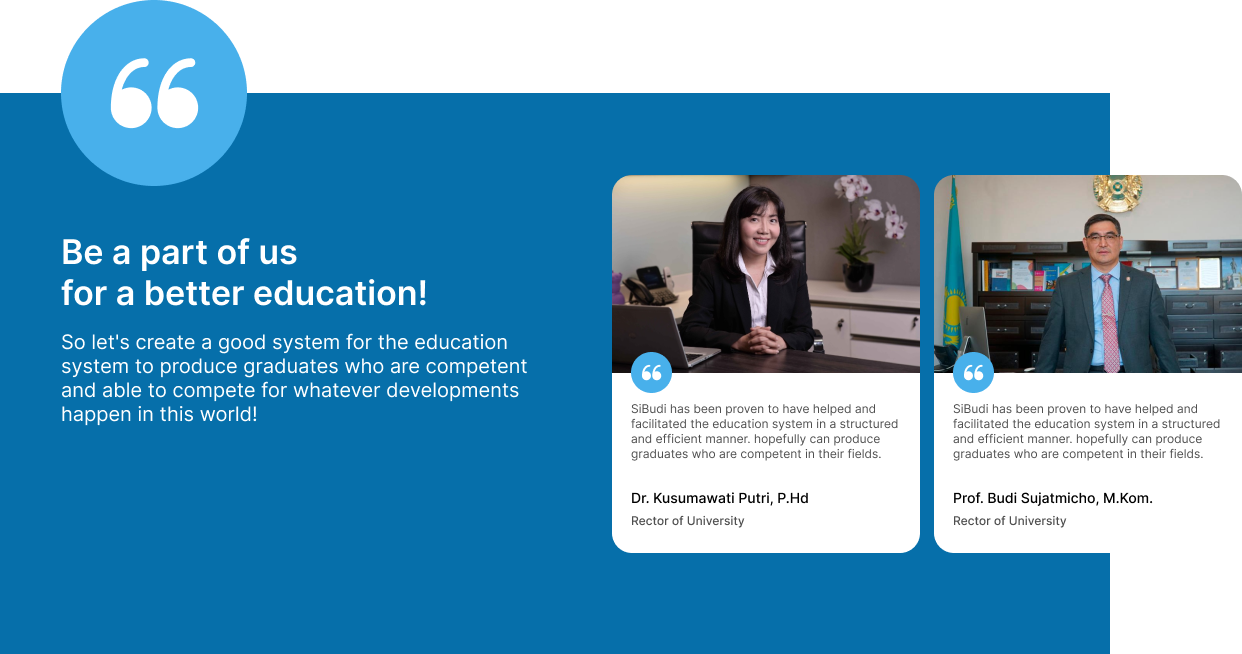 Be a part of us
for a better education!
So let's create a good system for the education
system to produce graduates who are competent
and able to compete for whatever developments
happen in this world!
SiBudi has been proven to have helped and
facilitated the education system in a structured
and efficient manner. hopefully can produce
graduates who are competent in their fields.
Dr. Kusumawati Putri, P.Hd
Rector of University
SiBudi has been proven to have helped and
facilitated the education system in a structured
and efficient manner. hopefully can produce
graduates who are competent in their fields.
Prof. Budi Sujatmicho, M.Kom.
Rector of University